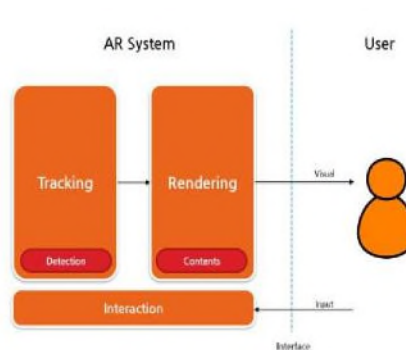 AR System
User
Tracking
Rendering
Visual
Detection
Contents
Interaction
Input
Interface